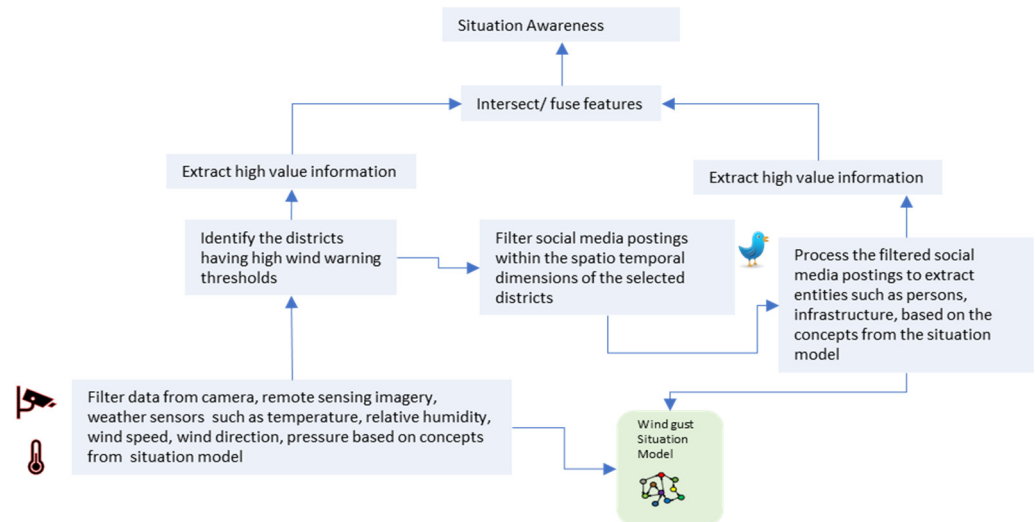 Situation Awareness
Intersect/ fuse features
Extract high value information
Extract high value information
Identify the districts
having high wind warning
thresholds
Filter social media postings
within the spatio temporal
dimensions of the selected
districts
Process the filtered social
media postings to extract
entities such as persons,
infrastructure, based on the
concepts from the situation
model
Filter data from camera, remote sensing imagery,
weather sensors  such as temperature, relative humidity,
wind speed, wind direction, pressure based on concepts
from  situation model
Wind gust
Situation
Model